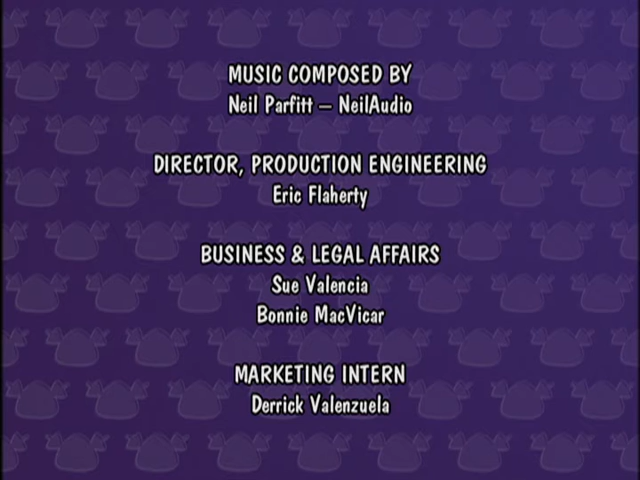 MUSIC COMPOSED BY
Neil Parfitt – NeilAudio
DIRECTOR, PRODUCTION ENGINEERING
Eric Flaherty
BUSINESS & LEGAL AFFAIRS
Sue Valencia
Bonnie MacVicar
MARKETING INTERN
Derrick Valenzuela